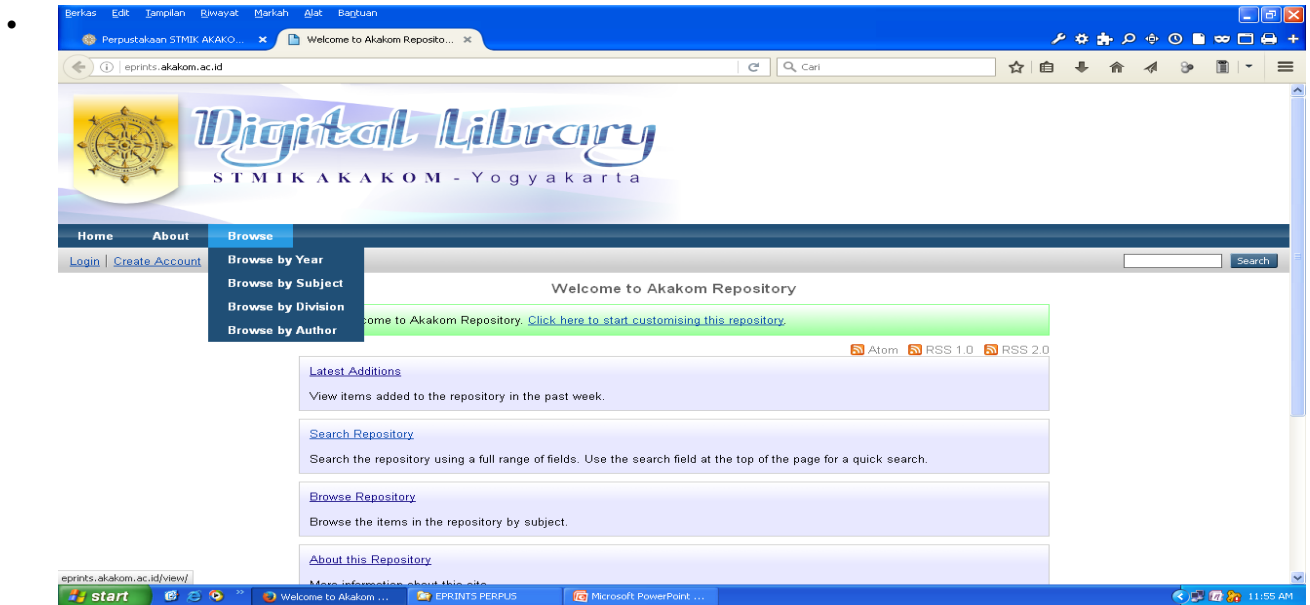 Berkas Edit Tampilan Riwayat Markah Alat Bantuan
Perpustakaan STMIK AKAKO... Welcome to Akakom Reposito...
eprints.akakom.ac.id Cari
Digital Library
STMIK AKAKOM - Yogyakarta
Home About Browse
Login | Create Account
Browse by Year
Browse by Subject
Browse by Division
Browse by Author
Search
Welcome to Akakom Repository
come to Akakom Repository. Click here to start customising this repository.
Atom RSS 1.0 RSS 2.0
Latest Additions
View items added to the repository in the past week.
Search Repository
Search the repository using a full range of fields. Use the search field at the top of the page for a quick search.
Browse Repository
Browse the items in the repository by subject.
About this Repository
More information about this site.
eprints.akakom.ac.id/view/
start Welcome to Akakom ... EPRINTS PERPUS Microsoft PowerPoint ... 11:55 AM